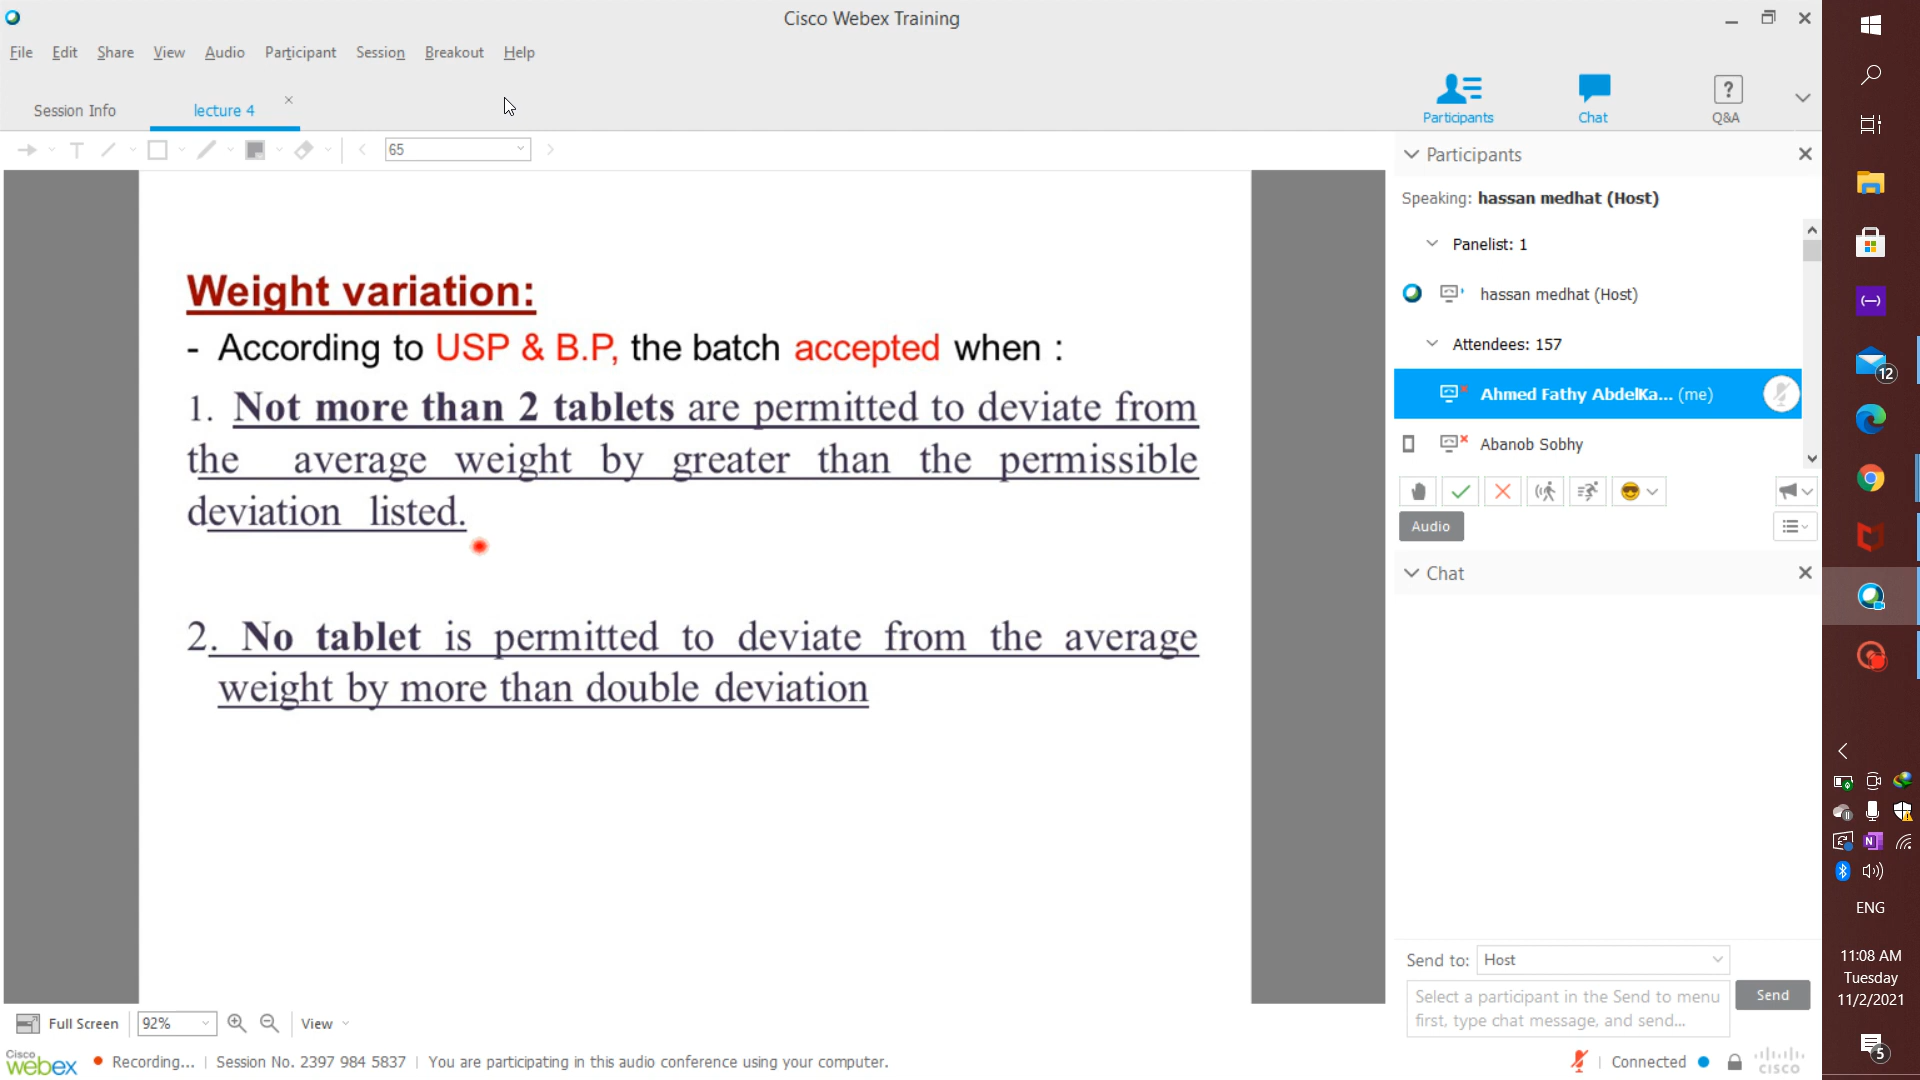 Cisco Webex Training
File Edit Share View Audio Participant Session Breakout Help
Session Info
lecture 4
Participants
Chat
Q&A
65
Weight variation:
- According to USP & B.P, the batch accepted when :
1. Not more than 2 tablets are permitted to deviate from
the average weight by greater than the permissible
deviation listed.
2. No tablet is permitted to deviate from the average
weight by more than double deviation
Participants
Speaking: hassan medhat (Host)
Panelist: 1
hassan medhat (Host)
Attendees: 157
Ahmed Fathy AbdelKa... (me)
Abanob Sobhy
Audio
Chat
Send to: Host
Select a participant in the Send to menu
first, type chat message, and send...
Send
Full Screen 92% View
Cisco
webex
Recording... Session No. 2397 984 5837 You are participating in this audio conference using your computer.
Connected
cisco
12
ENG
11:08 AM
Tuesday
11/2/2021
5